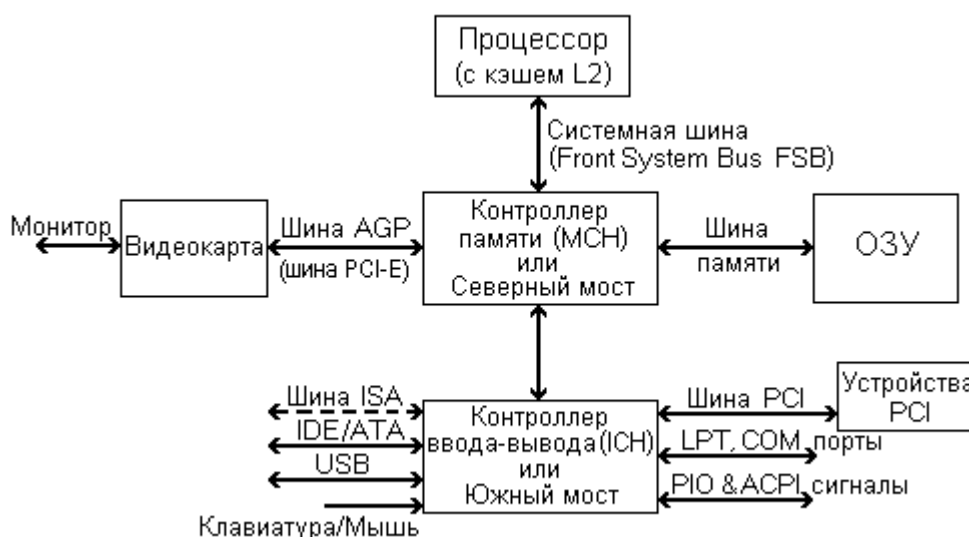 Процессор
(с кэшем L2)
Системная шина
(Front System Bus FSB)
Монитор
Видеокарта
Шина AGP
(шина PCI-E)
Контроллер
памяти (MCH)
или
Северный мост
Шина
памяти
ОЗУ
Шина ISA
IDE/ATA
USB
Клавиатура/Мышь
Контроллер
ввода-вывода(ICH)
или
Южный мост
Шина PCI
Устройства
PCI
LPT, COM порты
PIO & ACPI сигналы